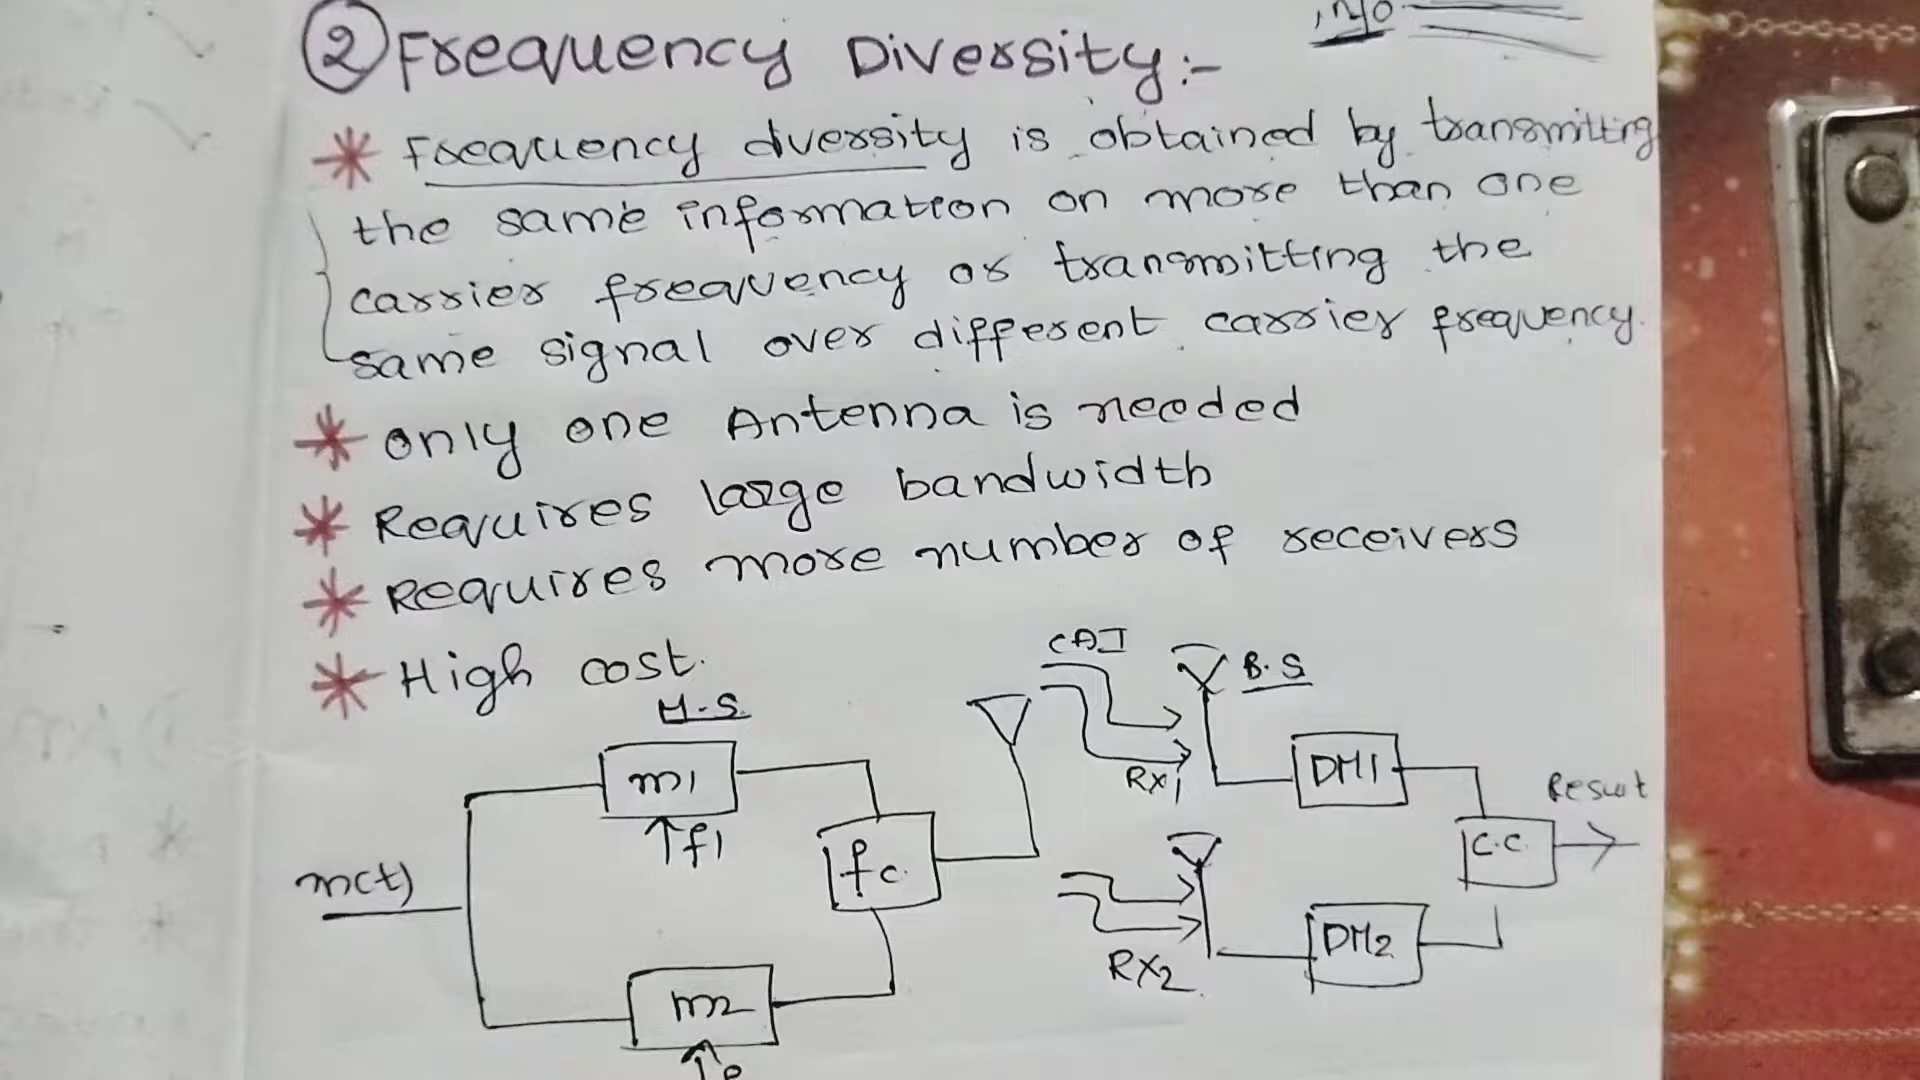 ② Frequency Diversity:-
* Frequency dversity is obtained by transmitting
the same information on more than one
carrier frequency or transmitting the
same signal over different carrier frequency.
* only one Antenna is needed
* Requires large bandwidth
* Requires more number of receivers
* High cost.
M.S.
B.S
m1
f1
m(t)
fc
m2
RX1
DM1
Result
C.C.
RX2
DM2